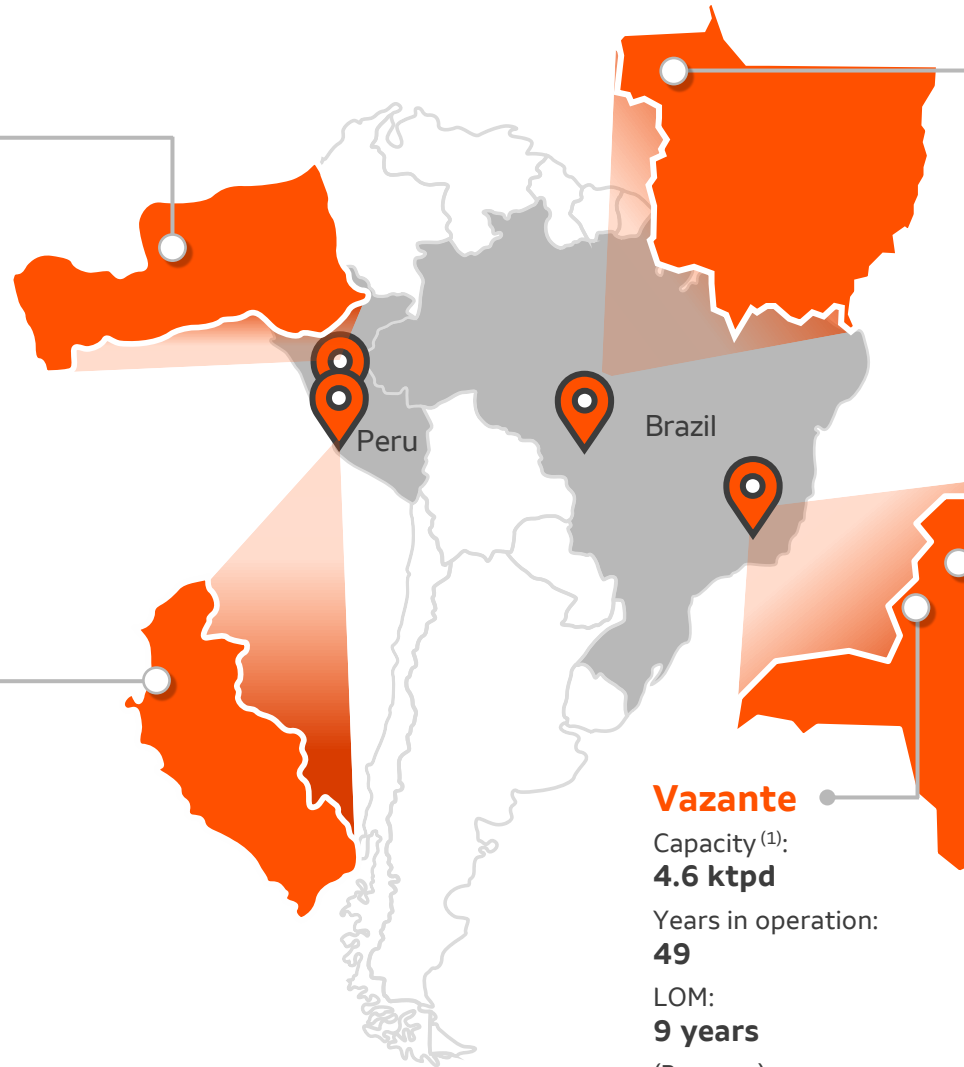 Peru
Brazil
Vazante
Capacity (1):
4.6 ktpd
Years in operation:
49
LOM:
9 years